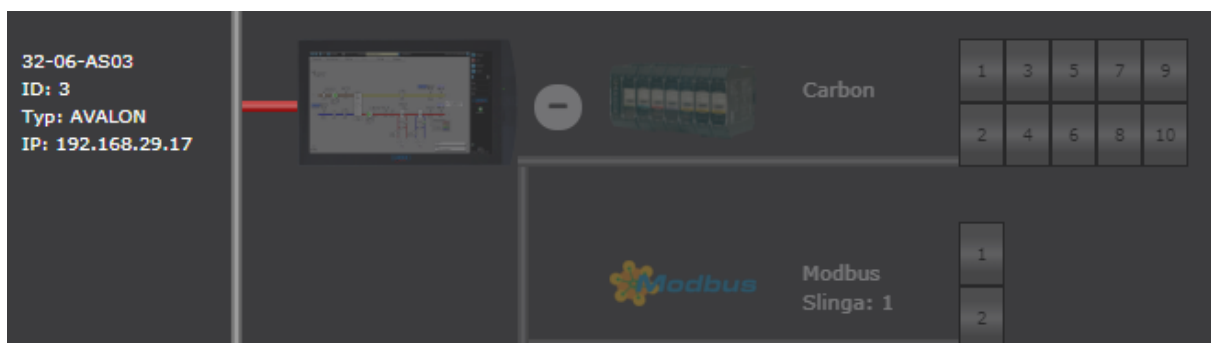 32-06-AS03
ID: 3
Typ: AVALON
IP: 192.168.29.17
Carbon
1 3 5 7 9
2 4 6 8 10
Modbus
Modbus
Slinga: 1
1
2